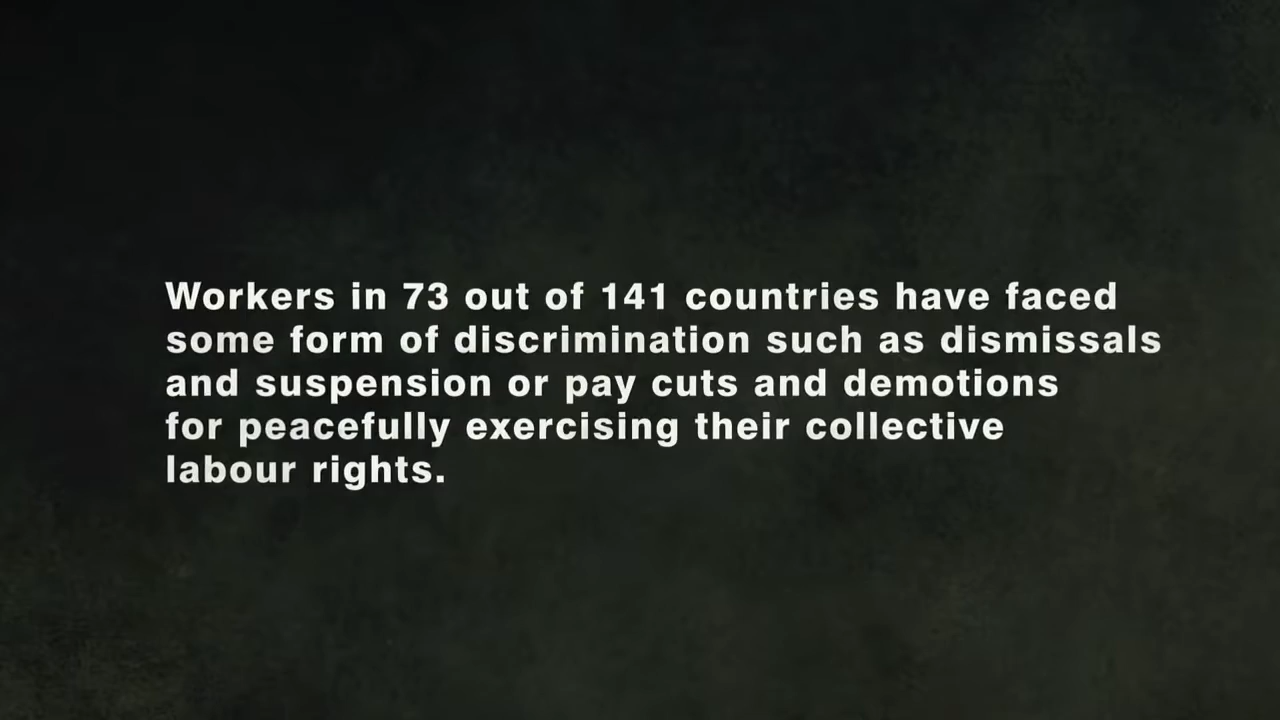 Workers in 73 out of 141 countries have faced
some form of discrimination such as dismissals
and suspension or pay cuts and demotions
for peacefully exercising their collective
labour rights.